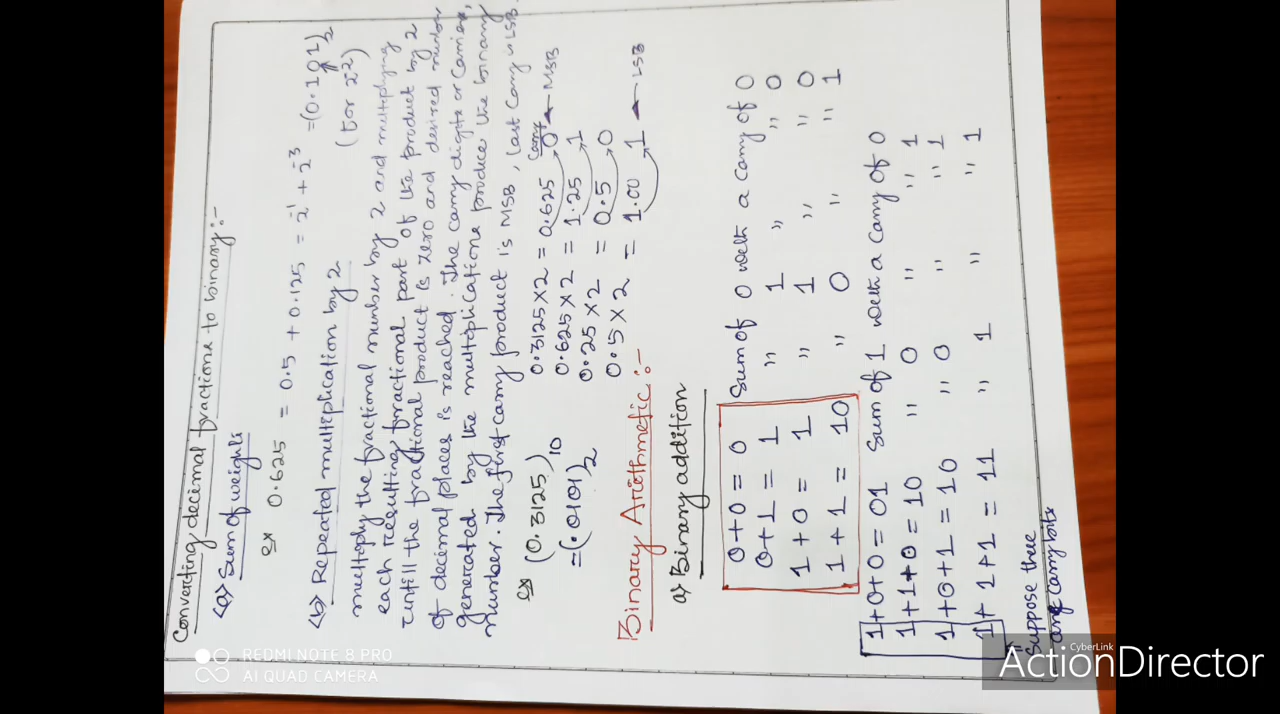 Converting decimal fractions to binary:-
<a> Sum of weights
ex 0.625 = 0.5 + 0.125 = 2⁻¹ + 2⁻³ = (0.101)₂
(for 2⁻²)
<b> Repeated multiplication by 2
multiply the fractional number by 2 and multiplying
each resulting fractional part of the product by 2
untill the fractional product is zero and desired number
of decimal places is reached. The carry digits or carries,
generated by the multiplications produce the binary
number. The first carry product is MSB, last carry is LSB.
ex (0.3125)₁₀
=(.0101)₂
Carry
0.3125 X 2 = 0.625 0 ← MSB
0.625 X 2 = 1.25 1
0.25 X 2 = 0.5 0
0.5 X 2 = 1.00 1 ← LSB
Binary Arithmetic:-
a> Binary addition
0+0 = 0 Sum of 0 with a carry of 0
0+1 = 1 " 1 " " 0
1+0 = 1 " 1 " " 0
1+1 = 10 " 0 " " 1
1+0+0 = 01 Sum of 1 with a carry of 0
1+1+0 = 10 " 0 " " 1
1+0+1 = 10 " 0 " " 1
1+1+1 = 11 " 1 " " 1
Suppose these
are carry bits
REDMI NOTE 8 PRO
AI QUAD CAMERA
CyberLink
ActionDirector